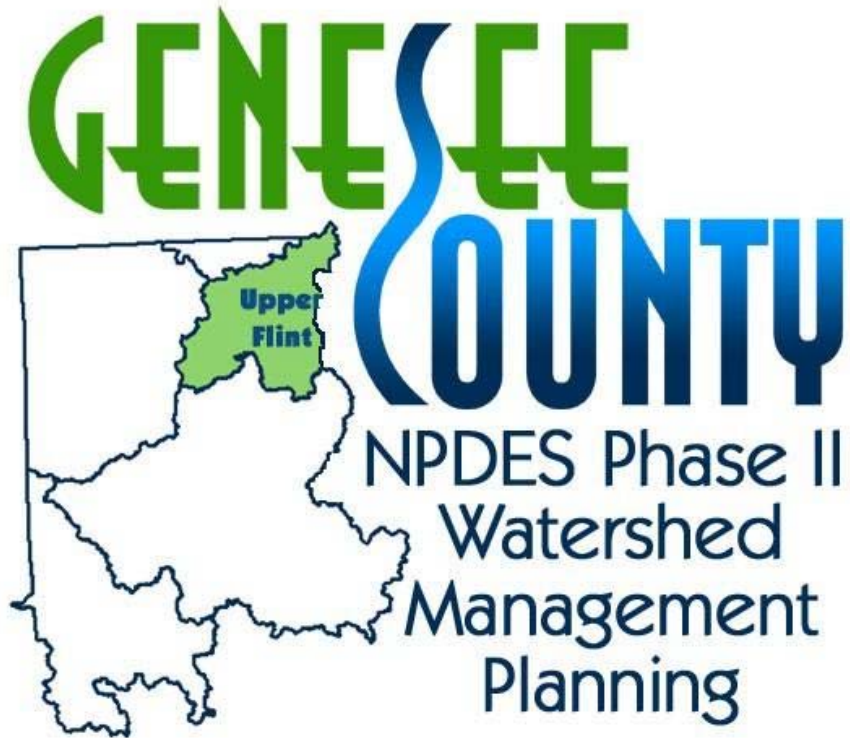 GENESEE
COUNTY
Upper
Flint
NPDES Phase II
Watershed
Management
Planning